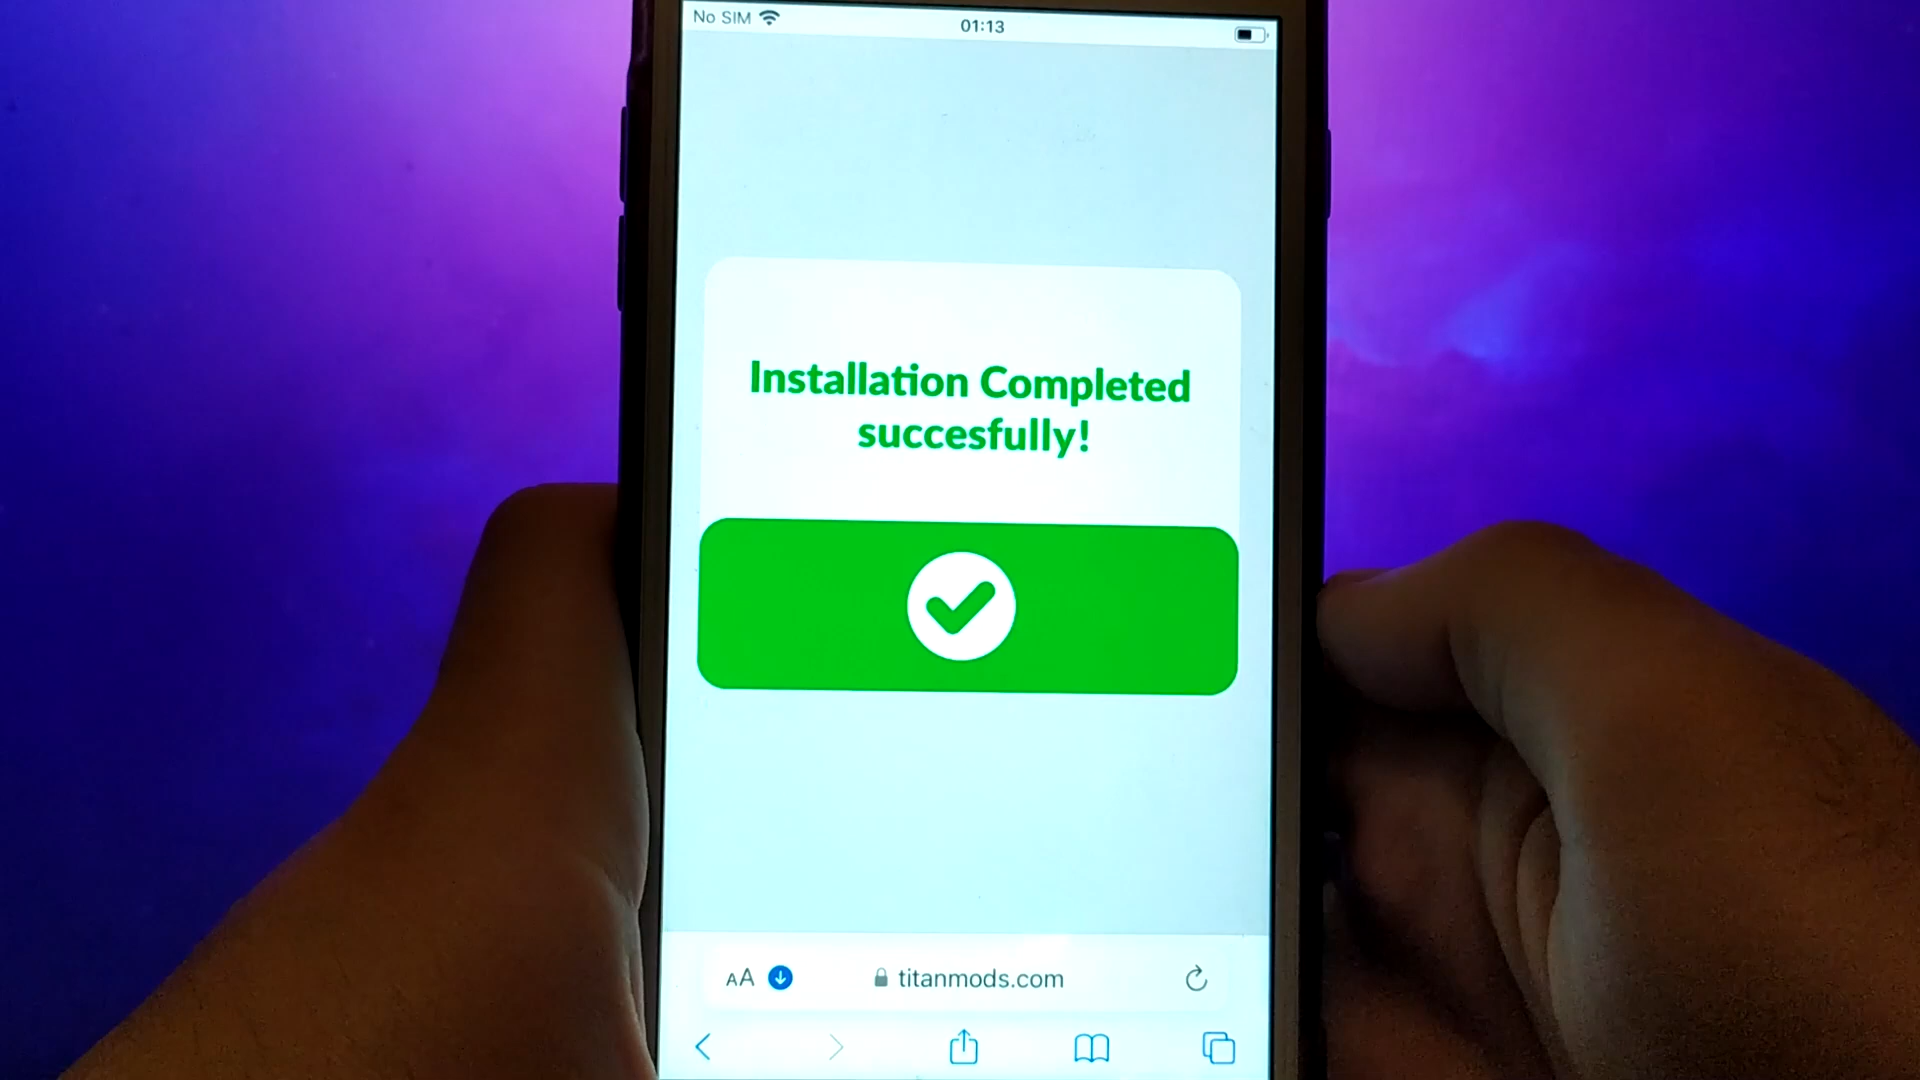 No SIM
01:13
Installation Completed
succesfully!
AA
titanmods.com